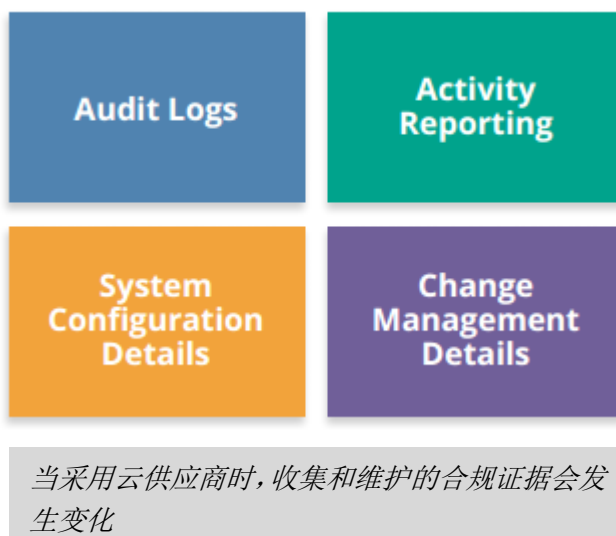 Audit Logs
Activity
Reporting
System
Configuration
Details
Change
Management
Details
当采用云供应商时，收集和维护的合规证据会发
生变化